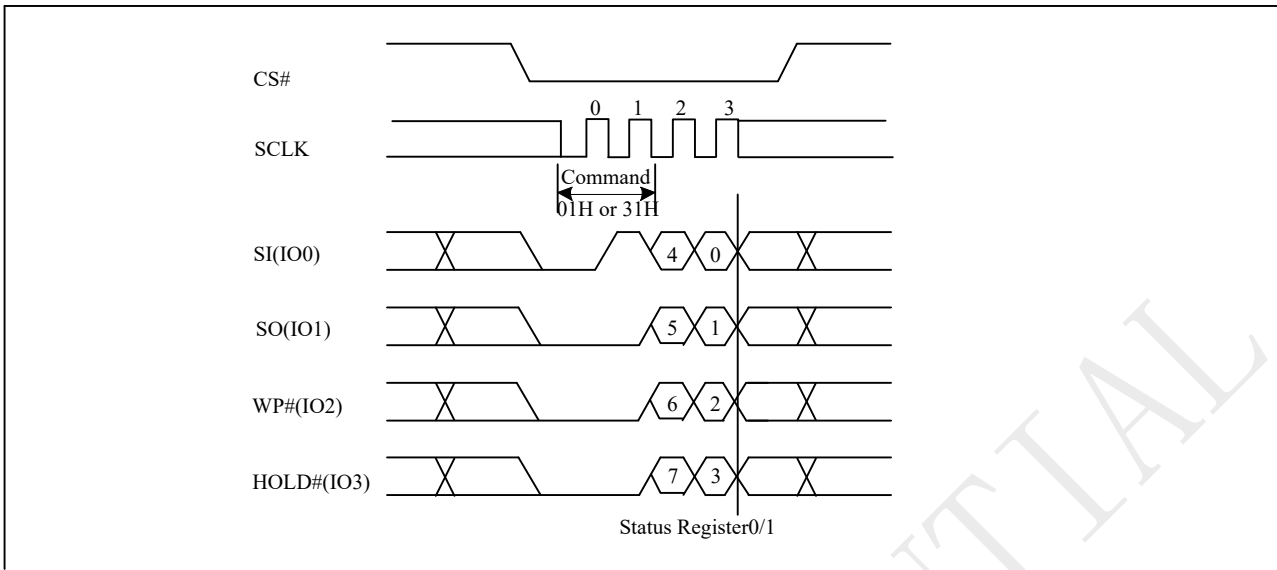 CS#
0 1 2 3
SCLK
Command
01H or 31H
SI(IO0) 4 0
SO(IO1) 5 1
WP#(IO2) 6 2
HOLD#(IO3) 7 3
Status Register0/1
NTIAL